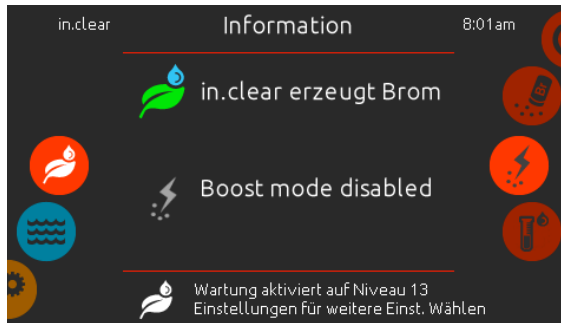 in.clear
Information
8:01am
in.clear erzeugt Brom
Br
Boost mode disabled
Wartung aktiviert auf Niveau 13
Einstellungen für weitere Einst. Wählen